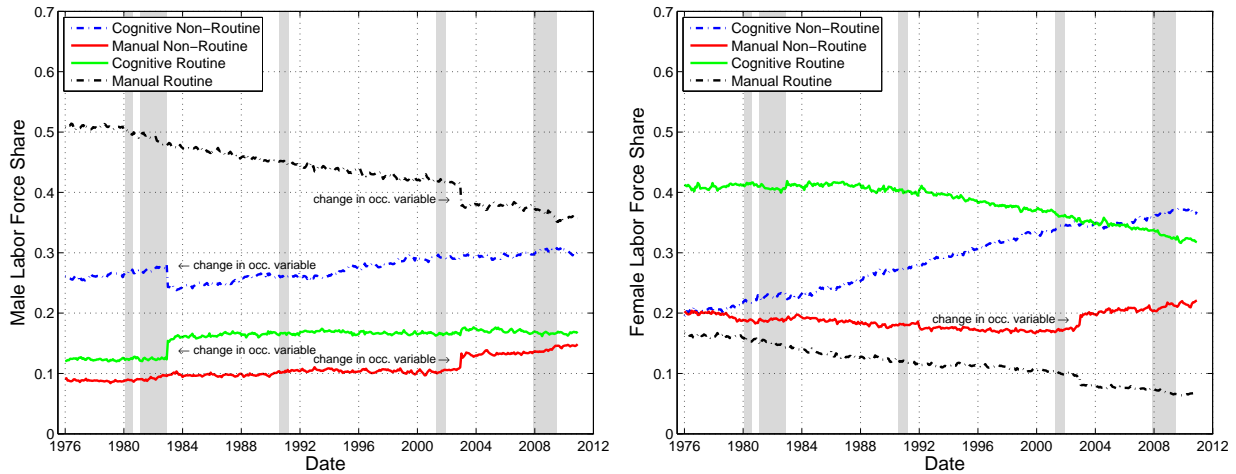 0.7
0.6
0.5
0.4
0.3
0.2
0.1
0
Male Labor Force Share
Cognitive Non−Routine
Manual Non−Routine
Cognitive Routine
Manual Routine
change in occ. variable →
← change in occ. variable
← change in occ. variable
change in occ. variable →
1976 1980 1984 1988 1992 1996 2000 2004 2008 2012
Date
0.7
0.6
0.5
0.4
0.3
0.2
0.1
0
Female Labor Force Share
Cognitive Non−Routine
Manual Non−Routine
Cognitive Routine
Manual Routine
change in occ. variable →
1976 1980 1984 1988 1992 1996 2000 2004 2008 2012
Date